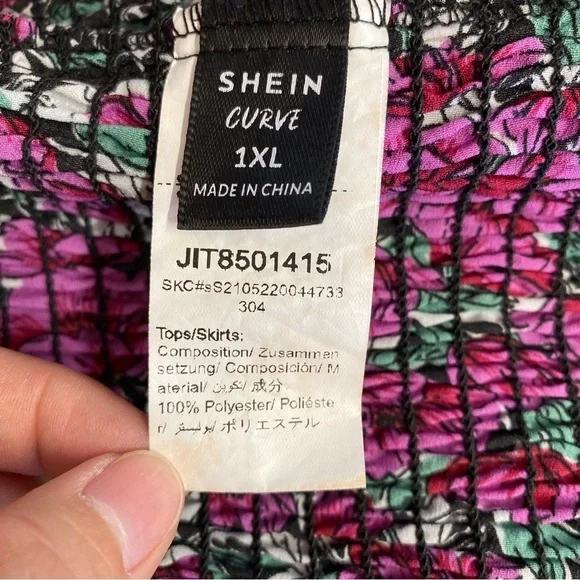 SHEIN
CURVE
1XL
MADE IN CHINA
JIT8501415
SKC#sS2105220044733
304
Tops/Skirts:
Composition/ Zusammen
setzung/ Composición/ M
aterial/ تكوين/ 成分
100% Polyester/ Poliéste
r/ بوليستر/ ポリエステル